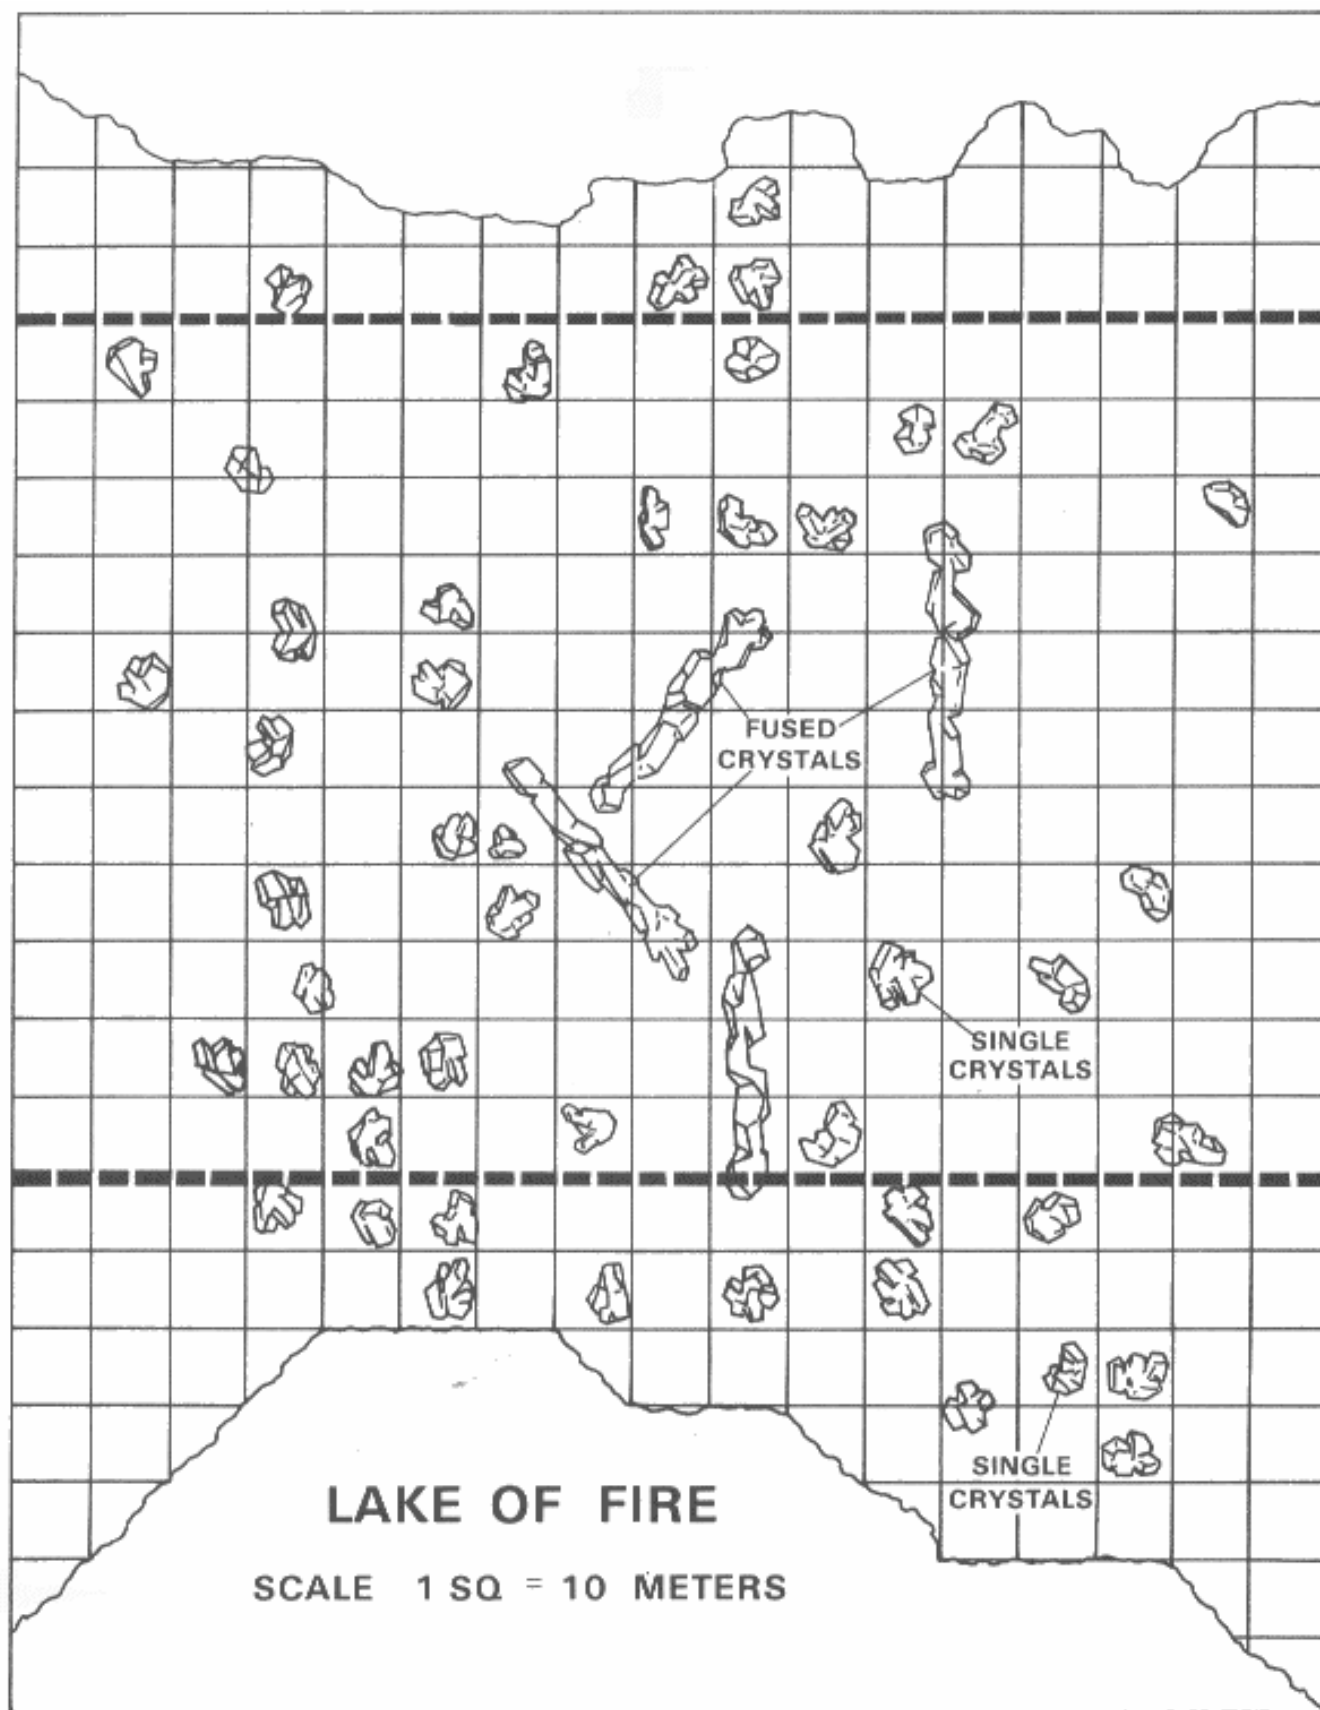 FUSED
CRYSTALS
SINGLE
CRYSTALS
SINGLE
CRYSTALS
LAKE OF FIRE
SCALE 1 SQ = 10 METERS